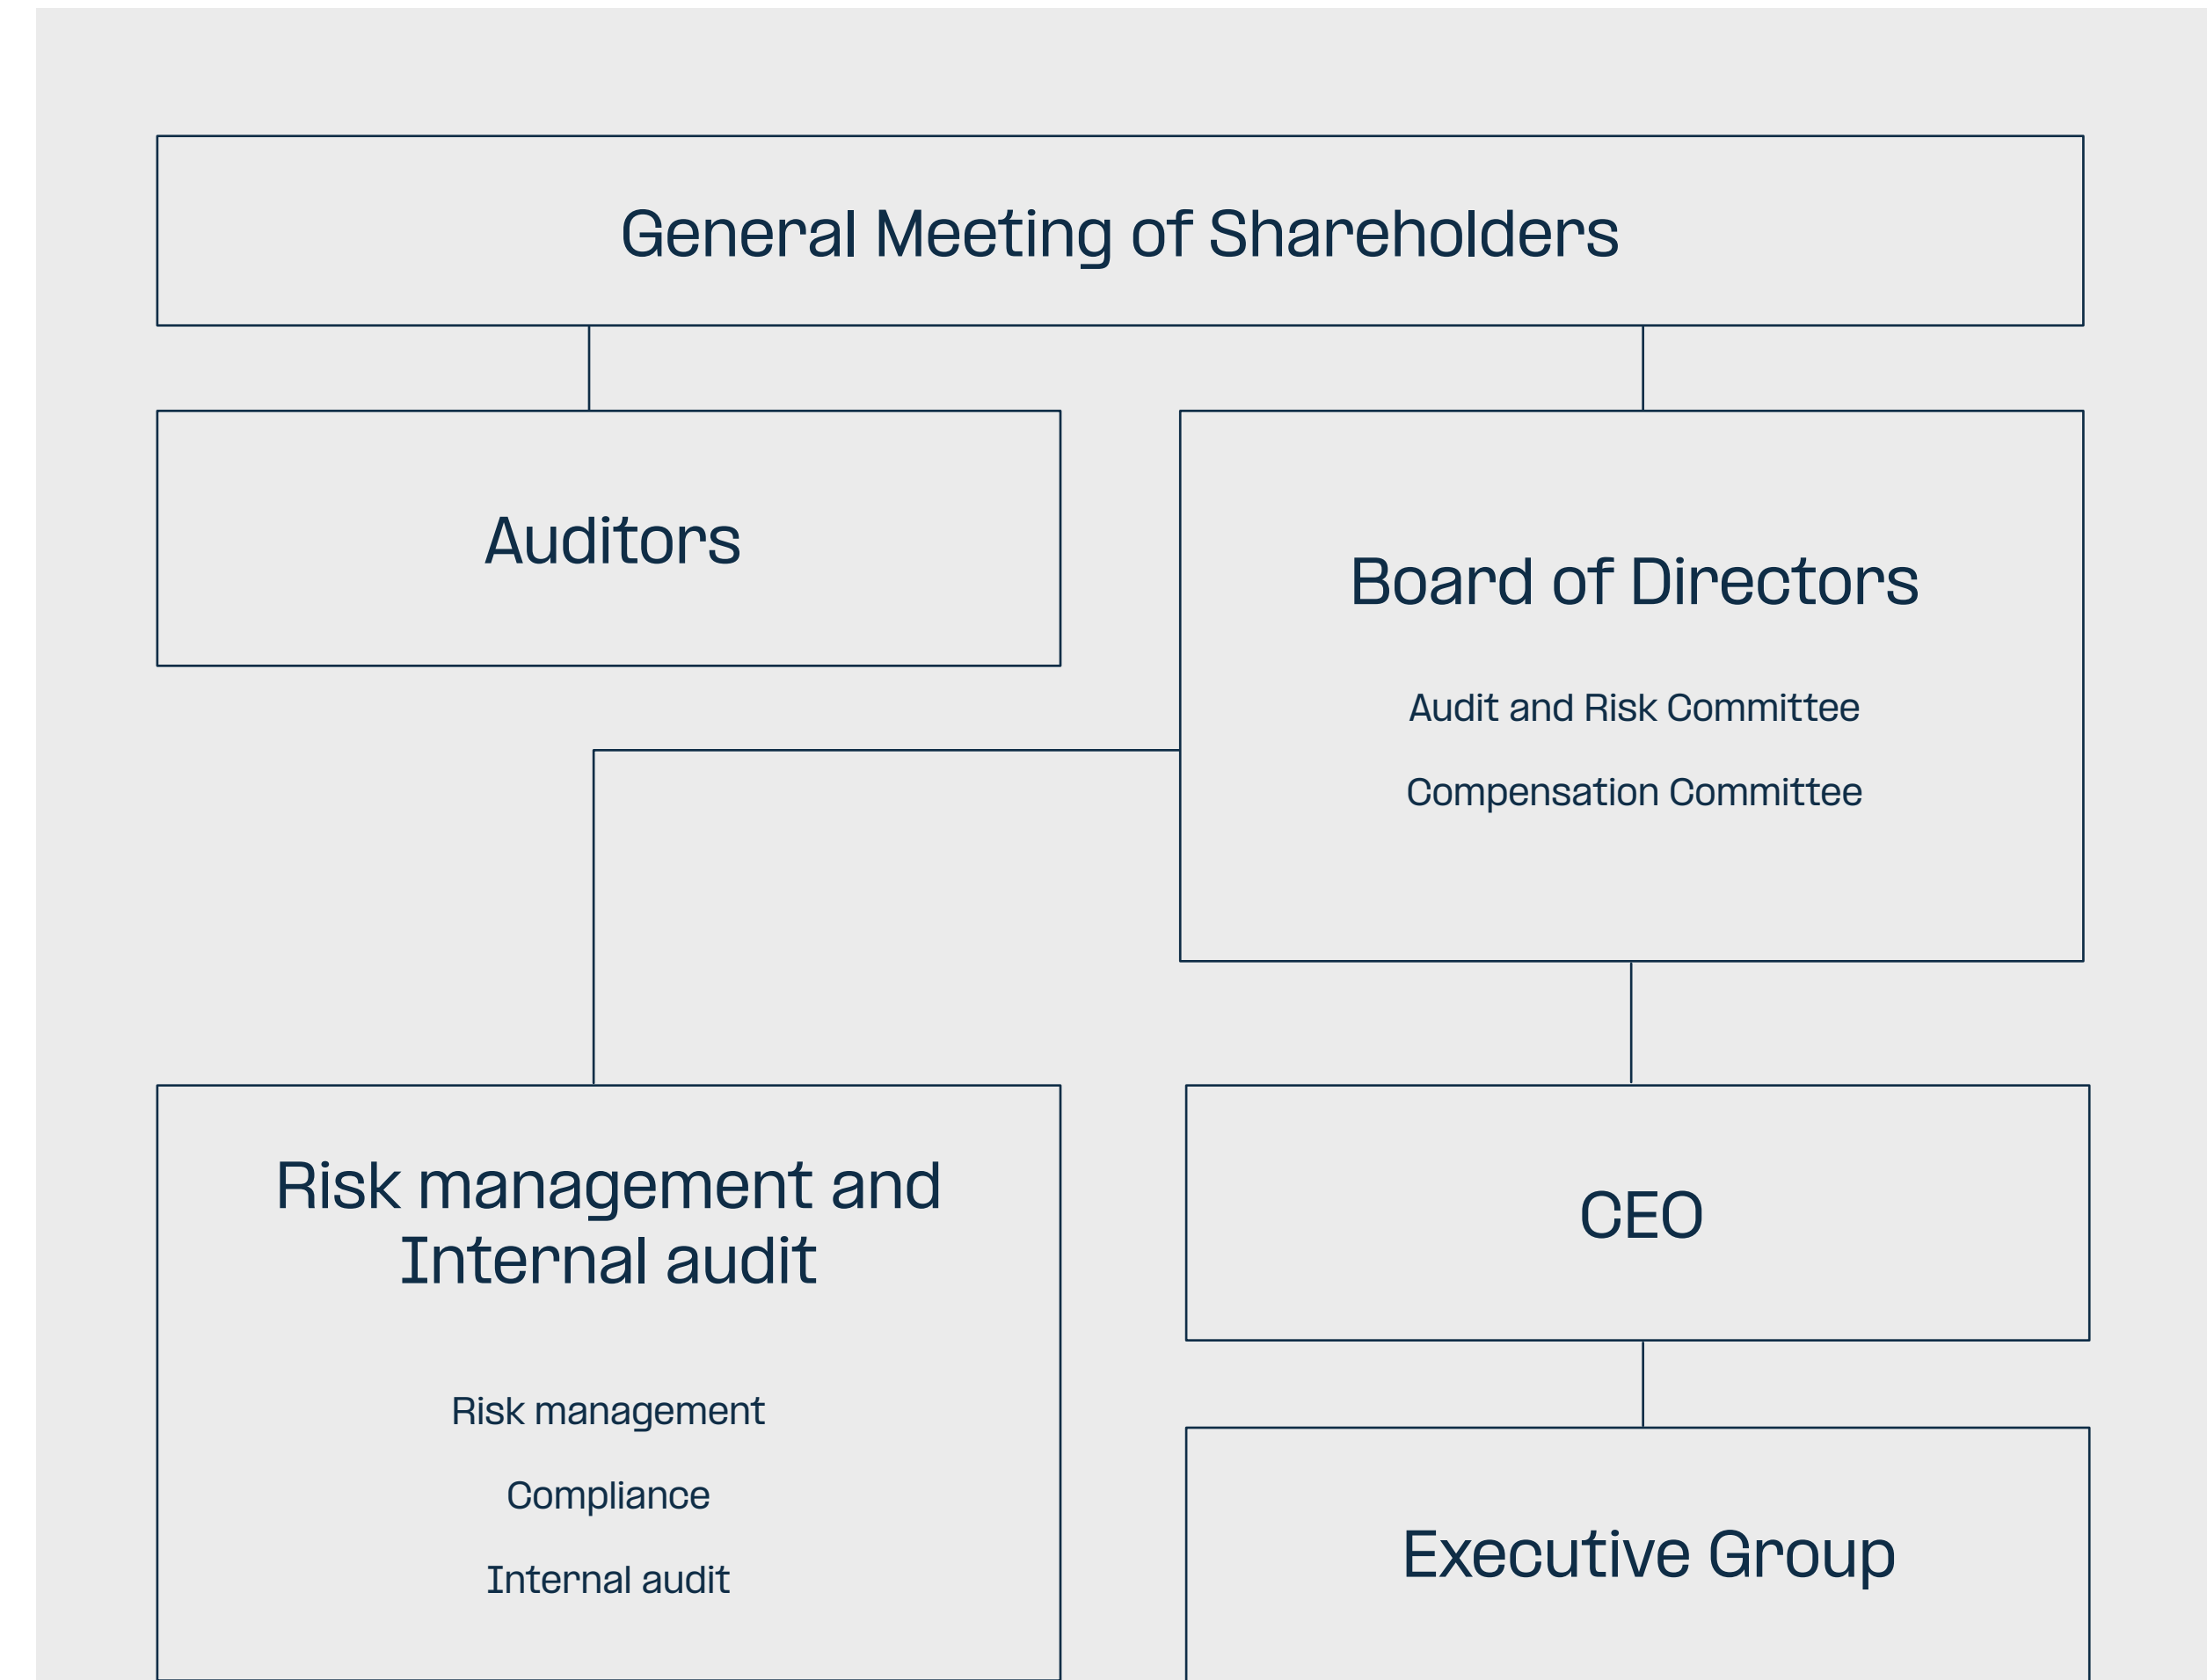 General Meeting of Shareholders
Auditors
Board of Directors
Audit and Risk Committee
Compensation Committee
Risk management and
Internal audit
Risk management
Compliance
Internal audit
CEO
Executive Group